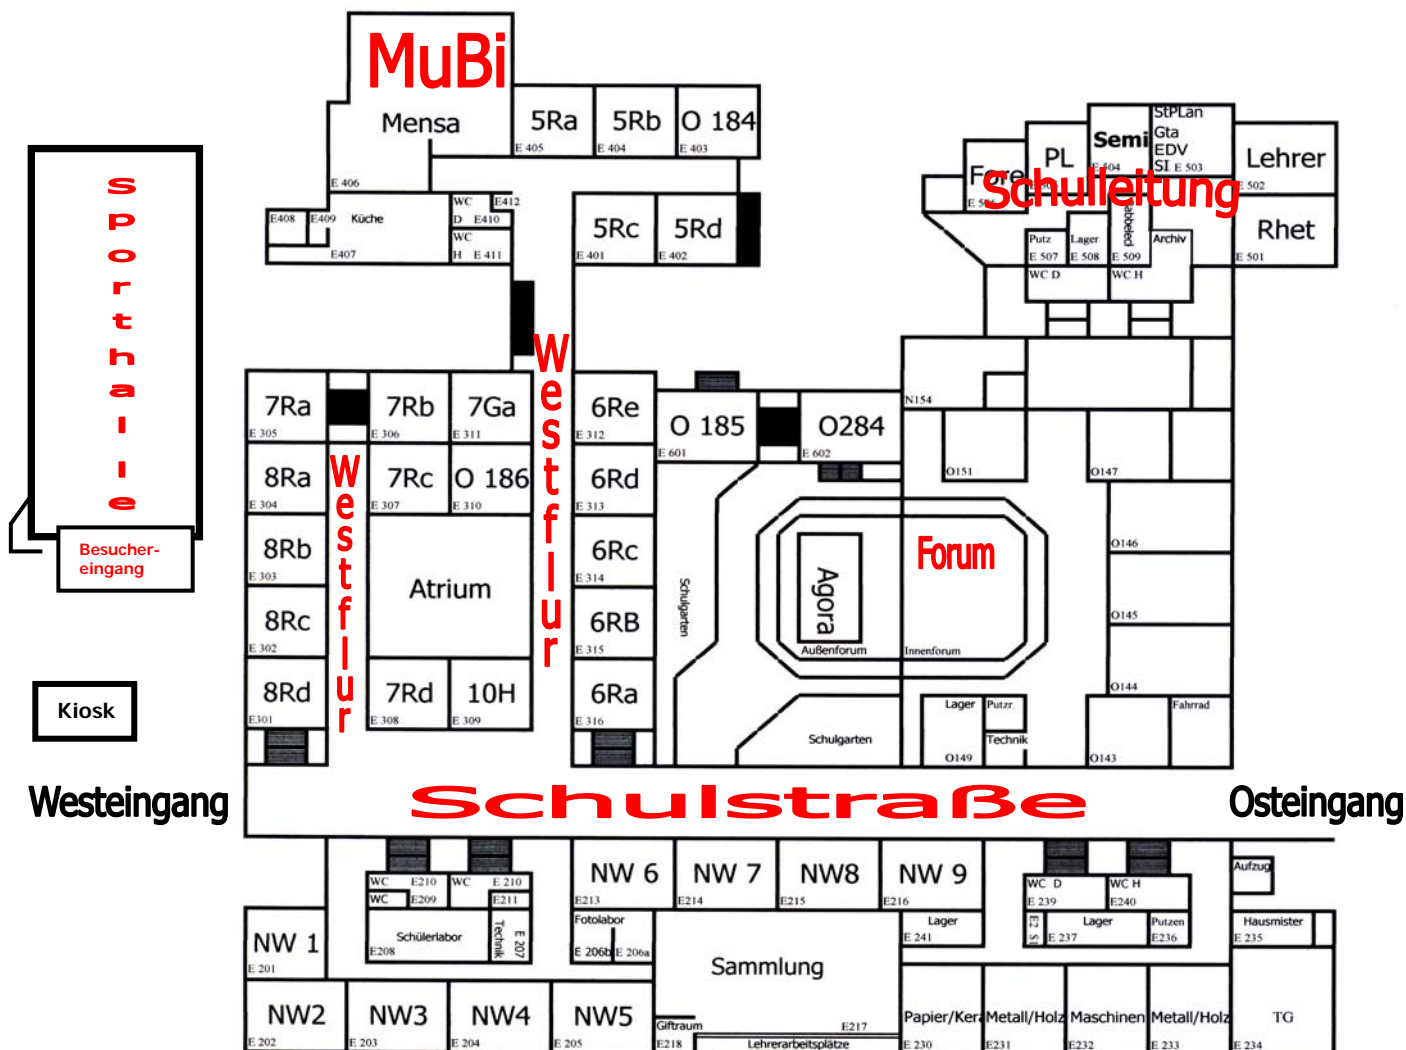 MuBi
Mensa
E 406
5Ra
E 405
5Rb
E 404
O 184
E 403
StPLan
Gta
EDV
SI E 503
Semi
E 504
PL
Fore
E 506
Schulleitung
Lehrer
E 502
Rhet
E 501
Sporthalle
E408
E409
Küche
E407
WC
D E410
E412
WC
H E 411
5Rc
E 401
5Rd
E 402
Putz
E 507
Lager
E 508
E 509
Archiv
WC D
WC H
Westflur
7Ra
E 305
7Rb
E 306
7Ga
E 311
6Re
E 312
O 185
E 601
O284
E 602
N154
8Ra
E 304
Westflur
7Rc
E 307
O 186
E 310
6Rd
E 313
O151
O147
Besucher-
eingang
8Rb
E 303
Atrium
6Rc
E 314
Schulgarten
Agora
Forum
O146
8Rc
E 302
6RB
E 315
Außenforum
Innenforum
O145
Kiosk
8Rd
E301
7Rd
E 308
10H
E 309
6Ra
E 316
Schulgarten
Lager
O149
Putzr.
Technik
O144
O143
Fahrrad
Westeingang
Schulstraße
Osteingang
WC E210
WC E 210
WC E209
E211
Schülerlabor
E208
Technik
E 207
NW 6
E213
NW 7
E214
NW8
E215
NW 9
E216
WC D
E 239
WC H
E240
Aufzug
NW 1
E 201
Fotolabor
E 206b
E 206a
Sammlung
E217
Lager
E 241
E2 S1
Lager
E 237
Putzen
E236
Hausmister
E 235
NW2
E 202
NW3
E 203
NW4
E 204
NW5
E 205
Giftraum
E218
Lehrerarbeitsplätze
Papier/Kera
E 230
Metall/Holz
E231
Maschinen
E232
Metall/Holz
E 233
TG
E 234